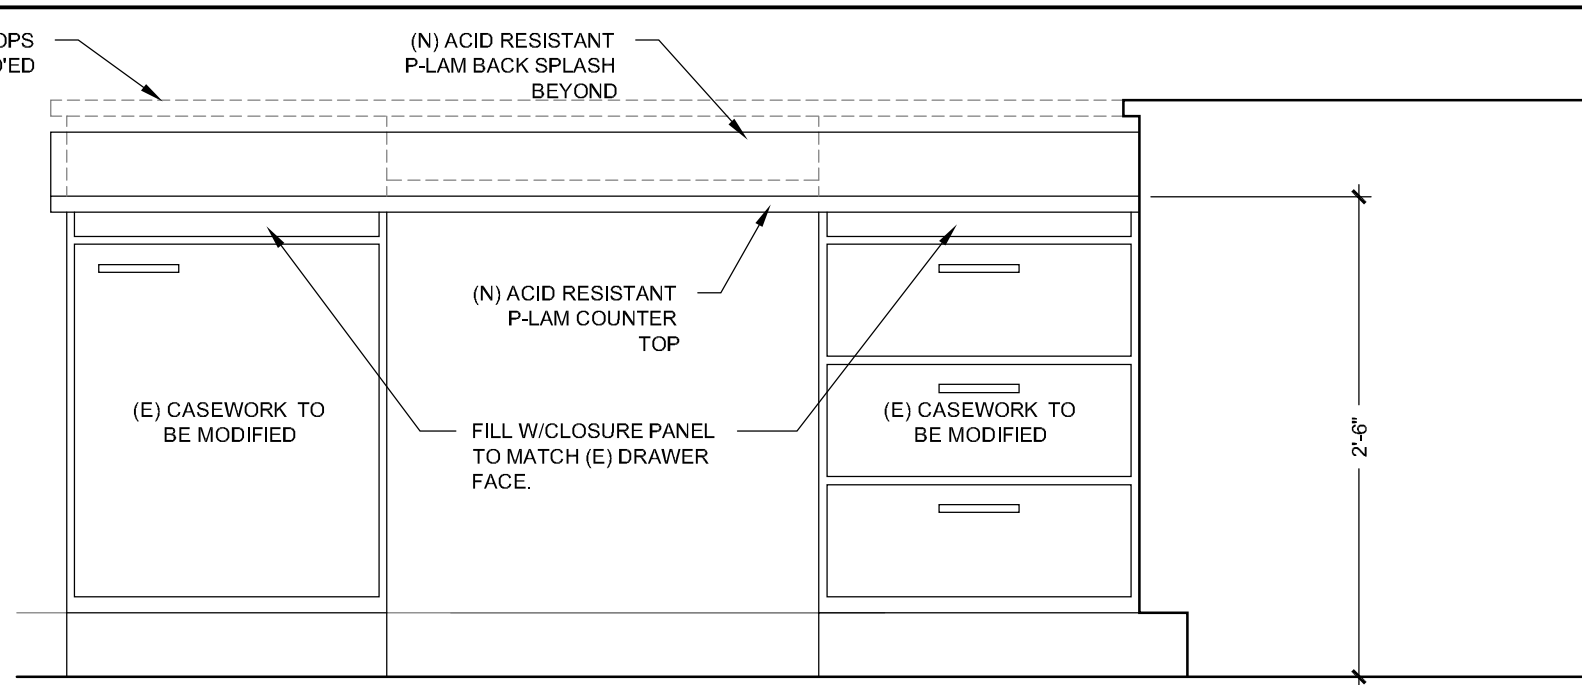 OPS
(N) ACID RESISTANT
P-LAM BACK SPLASH
BEYOND
(N) ACID RESISTANT
P-LAM COUNTER
TOP
(E) CASEWORK TO
BE MODIFIED
FILL W/CLOSURE PANEL
TO MATCH (E) DRAWER
FACE.
(E) CASEWORK TO
BE MODIFIED
2'-6"